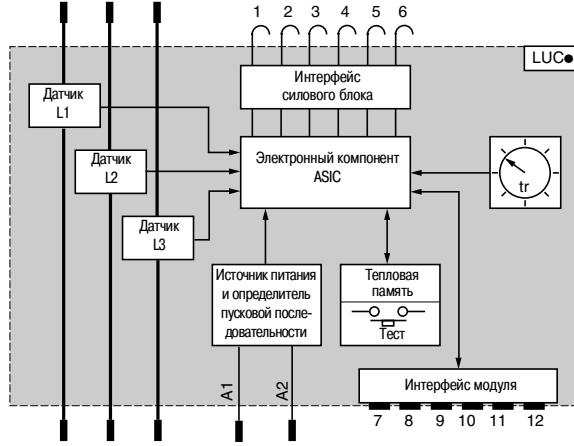 1 2 3 4 5 6
LUC●
Интерфейс
силового блока
Датчик
L1
Датчик
L2
Датчик
L3
Электронный компонент
ASIC
tr
Источник питания
и определитель
пусковой после-
довательности
Тепловая
память
Тест
A1
A2
Интерфейс модуля
7 8 9 10 11 12